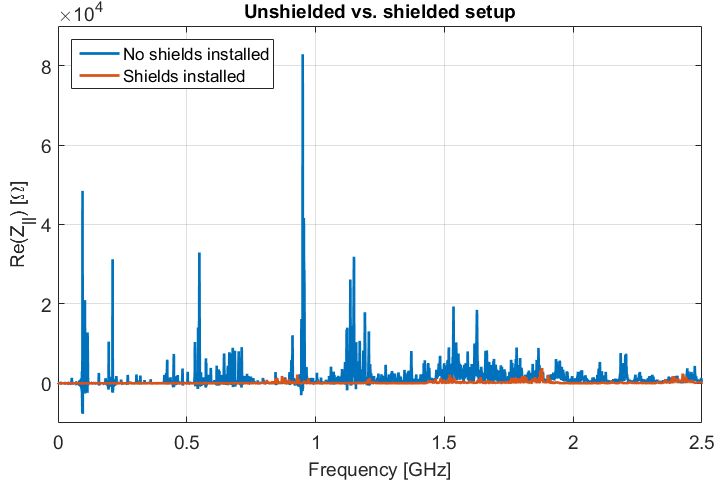 Unshielded vs. shielded setup
×10⁴
No shields installed
Shields installed
8
6
4
2
0
Re(Z_||) [Ω]
0 0.5 1 1.5 2 2.5
Frequency [GHz]